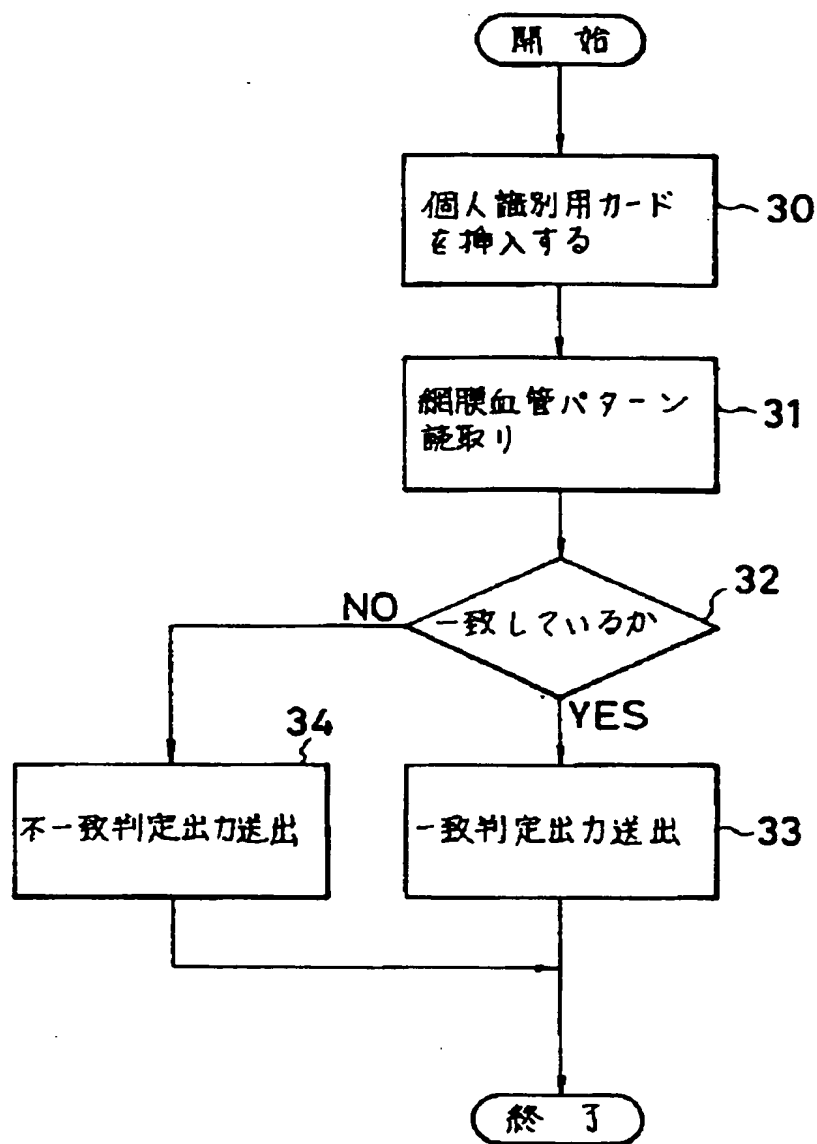 開 始
個人識別用カード
を挿入する
30
網膜血管パターン
読取り
31
一致しているか
32
NO
YES
34
不一致判定出力送出
一致判定出力送出
33
終 了